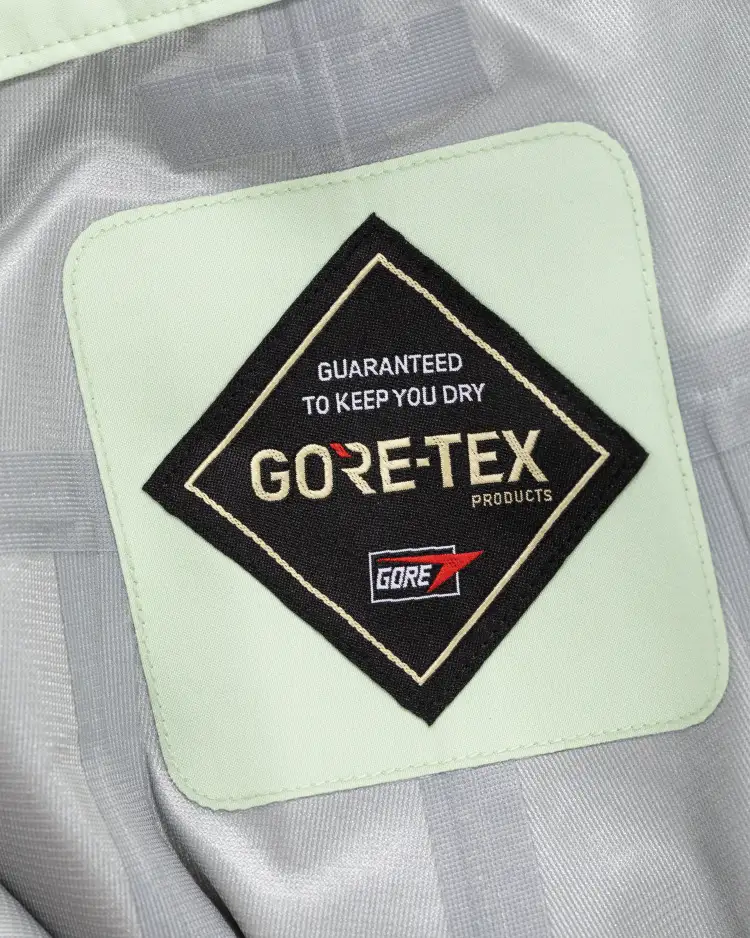 GUARANTEED
TO KEEP YOU DRY
GORE-TEX
PRODUCTS
GORE